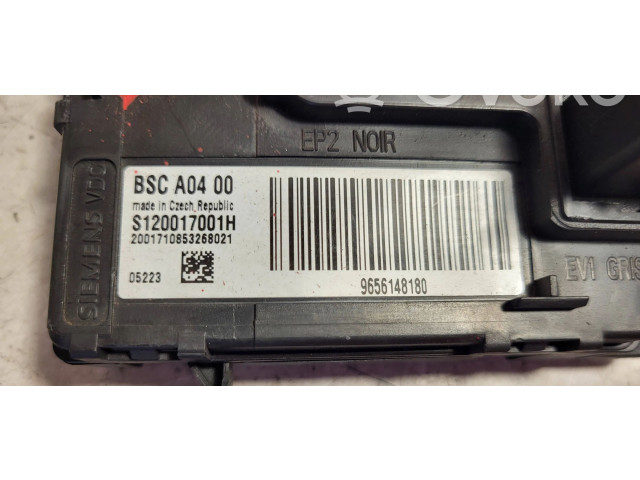 EP2 NOIR
SIEMENS VDO
BSC A04 00
made in Czech Republic
S120017001H
2001710853268021
05223
9656148180
EV1 GRIS